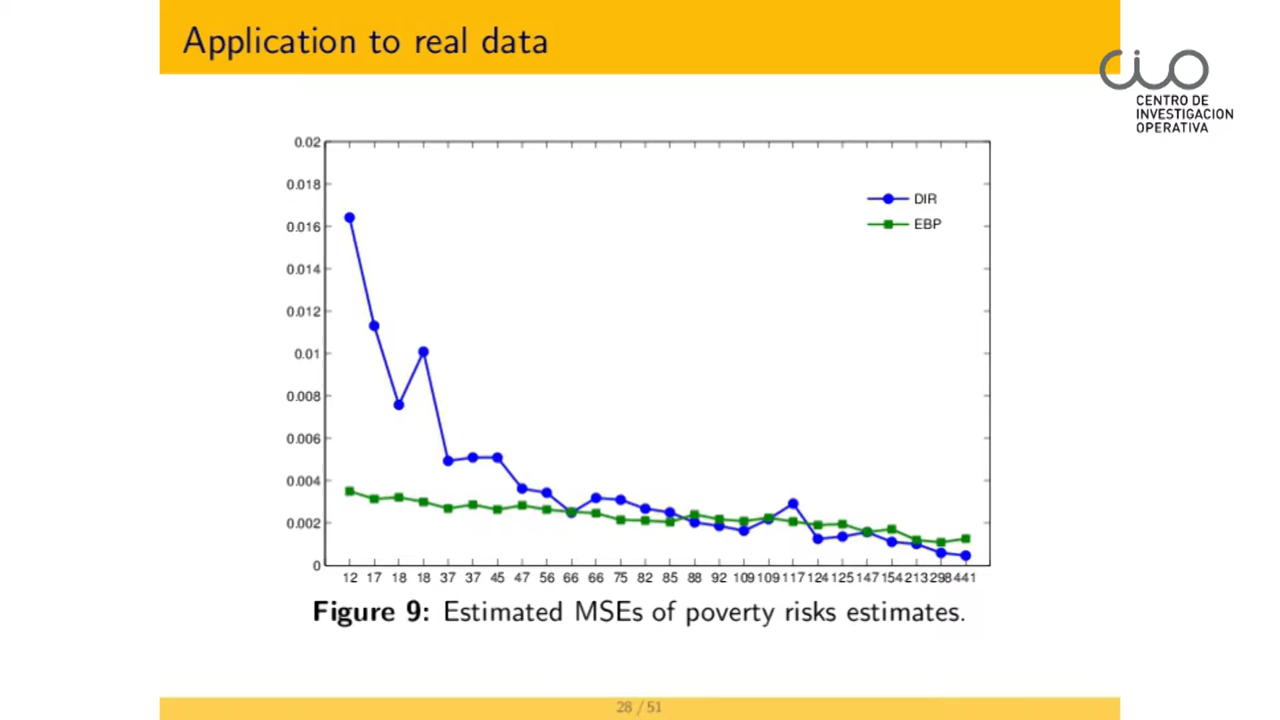 Application to real data
CENTRO DE
INVESTIGACION
OPERATIVA
0.02
0.018
0.016
0.014
0.012
0.01
0.008
0.006
0.004
0.002
0
DIR
EBP
12 17 18 18 37 37 45 47 56 66 66 75 82 85 88 92 109 109 117 124 125 147 154 213 298 441
Figure 9: Estimated MSEs of poverty risks estimates.
28 / 51